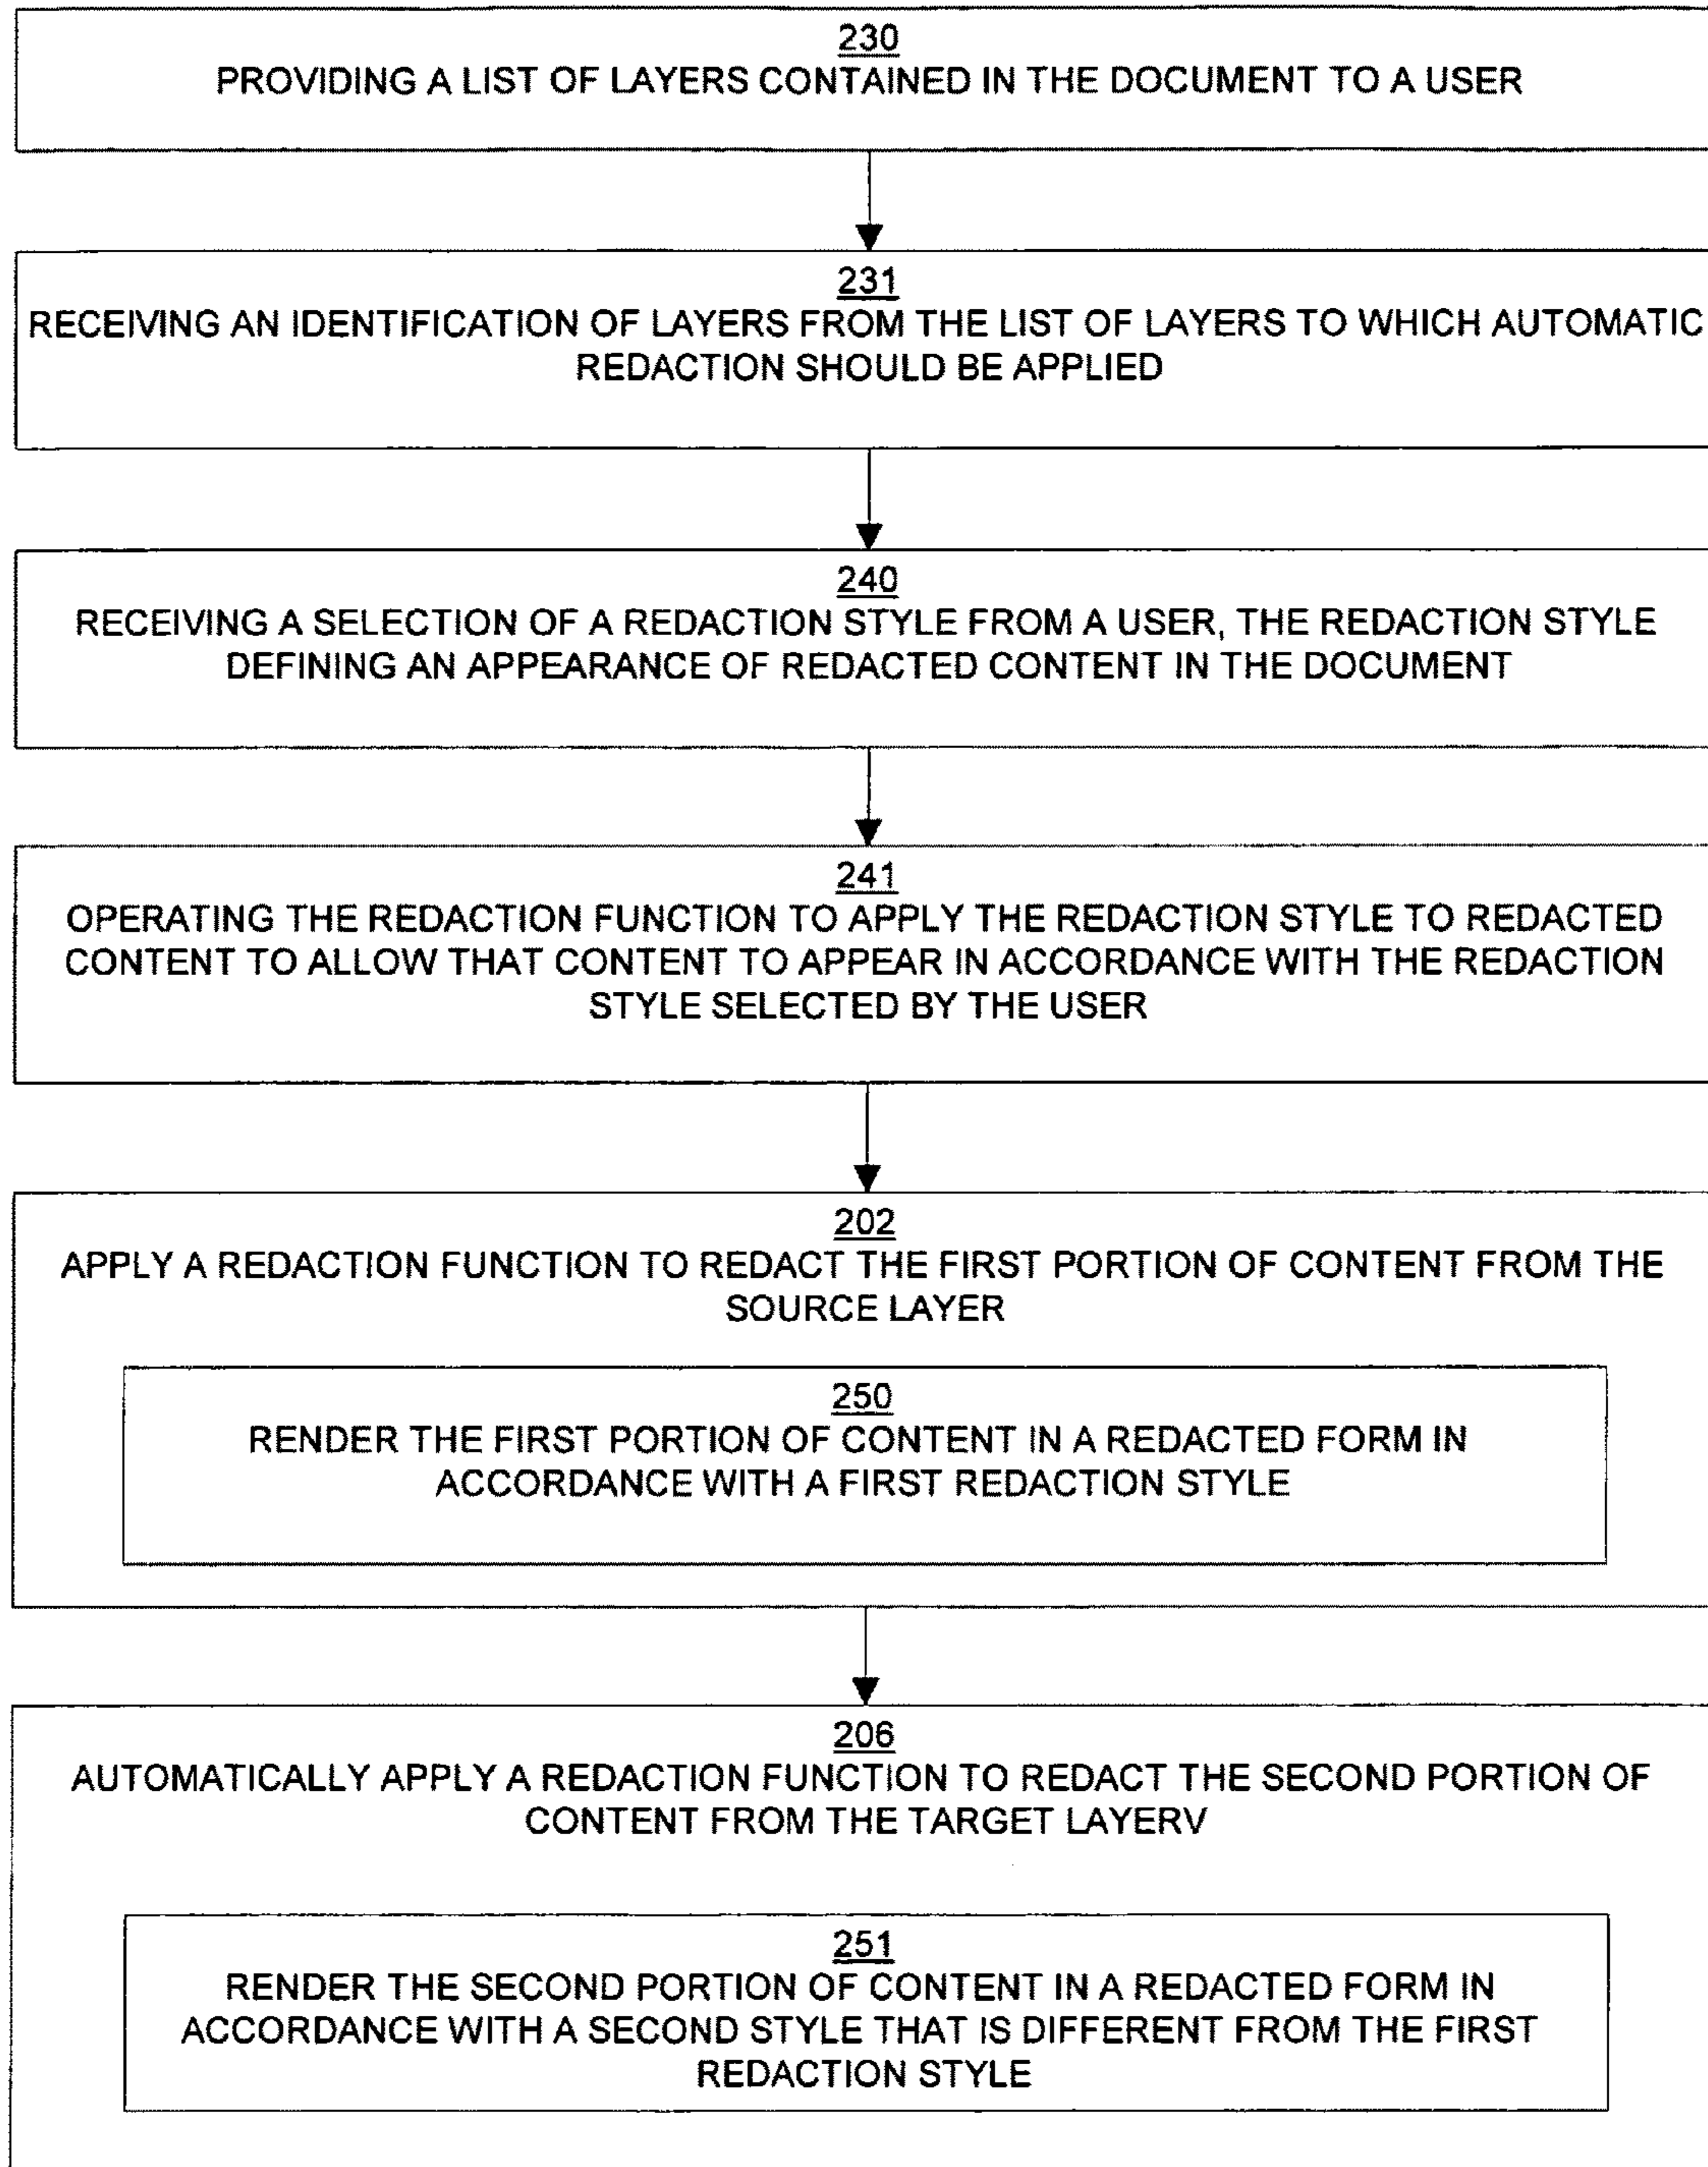 230
PROVIDING A LIST OF LAYERS CONTAINED IN THE DOCUMENT TO A USER
231
RECEIVING AN IDENTIFICATION OF LAYERS FROM THE LIST OF LAYERS TO WHICH AUTOMATIC
REDACTION SHOULD BE APPLIED
240
RECEIVING A SELECTION OF A REDACTION STYLE FROM A USER, THE REDACTION STYLE
DEFINING AN APPEARANCE OF REDACTED CONTENT IN THE DOCUMENT
241
OPERATING THE REDACTION FUNCTION TO APPLY THE REDACTION STYLE TO REDACTED
CONTENT TO ALLOW THAT CONTENT TO APPEAR IN ACCORDANCE WITH THE REDACTION
STYLE SELECTED BY THE USER
202
APPLY A REDACTION FUNCTION TO REDACT THE FIRST PORTION OF CONTENT FROM THE
SOURCE LAYER
250
RENDER THE FIRST PORTION OF CONTENT IN A REDACTED FORM IN
ACCORDANCE WITH A FIRST REDACTION STYLE
206
AUTOMATICALLY APPLY A REDACTION FUNCTION TO REDACT THE SECOND PORTION OF
CONTENT FROM THE TARGET LAYERV
251
RENDER THE SECOND PORTION OF CONTENT IN A REDACTED FORM IN
ACCORDANCE WITH A SECOND STYLE THAT IS DIFFERENT FROM THE FIRST
REDACTION STYLE